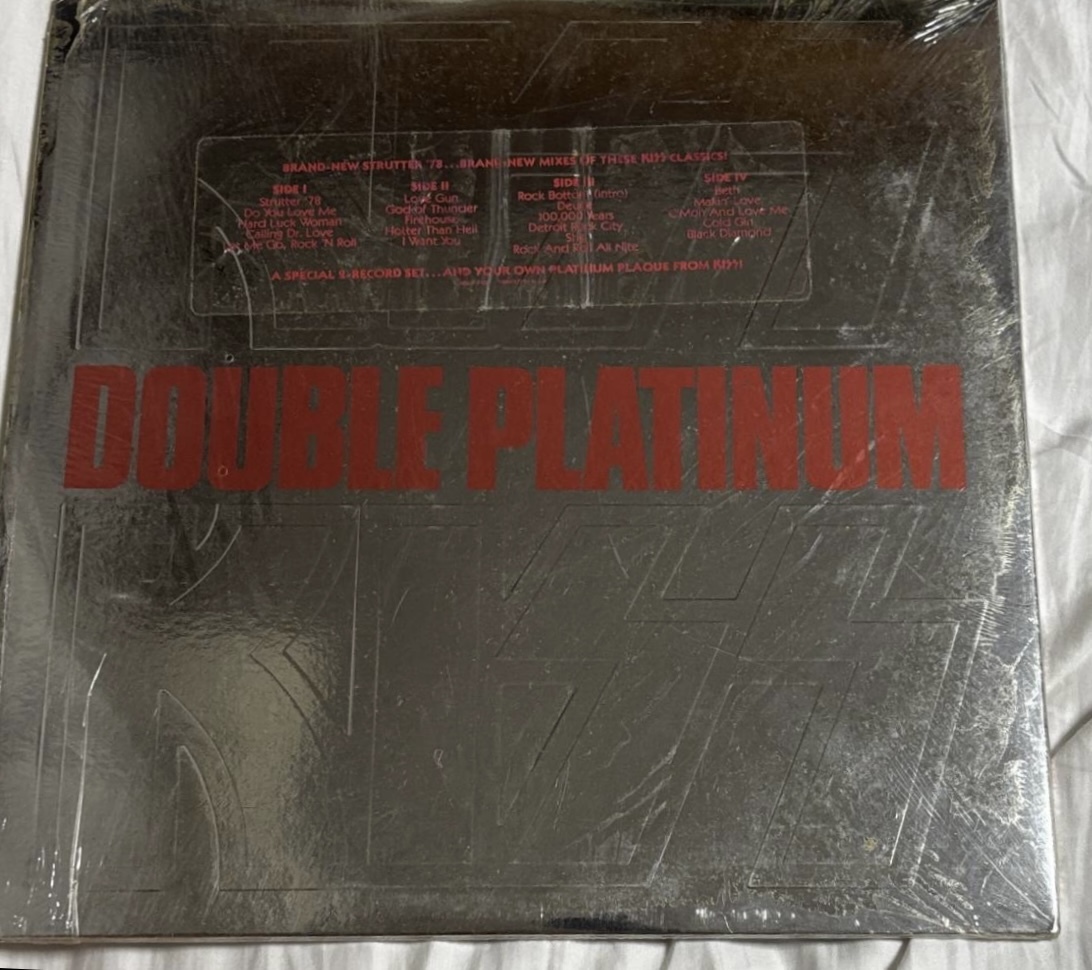 BRAND-NEW STRUTTER '78...BRAND-NEW MIXES OF THESE KISS CLASSICS!
SIDE I
Strutter '78
Do You Love Me
Hard Luck Woman
Calling Dr. Love
Let Me Go, Rock 'N Roll
SIDE II
Love Gun
God of Thunder
Firehouse
Hotter Than Hell
I Want You
SIDE III
Rock Bottom (intro)
Deuce
100,000 Years
Detroit Rock City
She
Rock And Roll All Nite
SIDE IV
Beth
Makin' Love
C'Mon And Love Me
Cold Gin
Black Diamond
A SPECIAL 2-RECORD SET...AND YOUR OWN PLATINUM PLAQUE FROM KISS!
DOUBLE PLATINUM
KISS